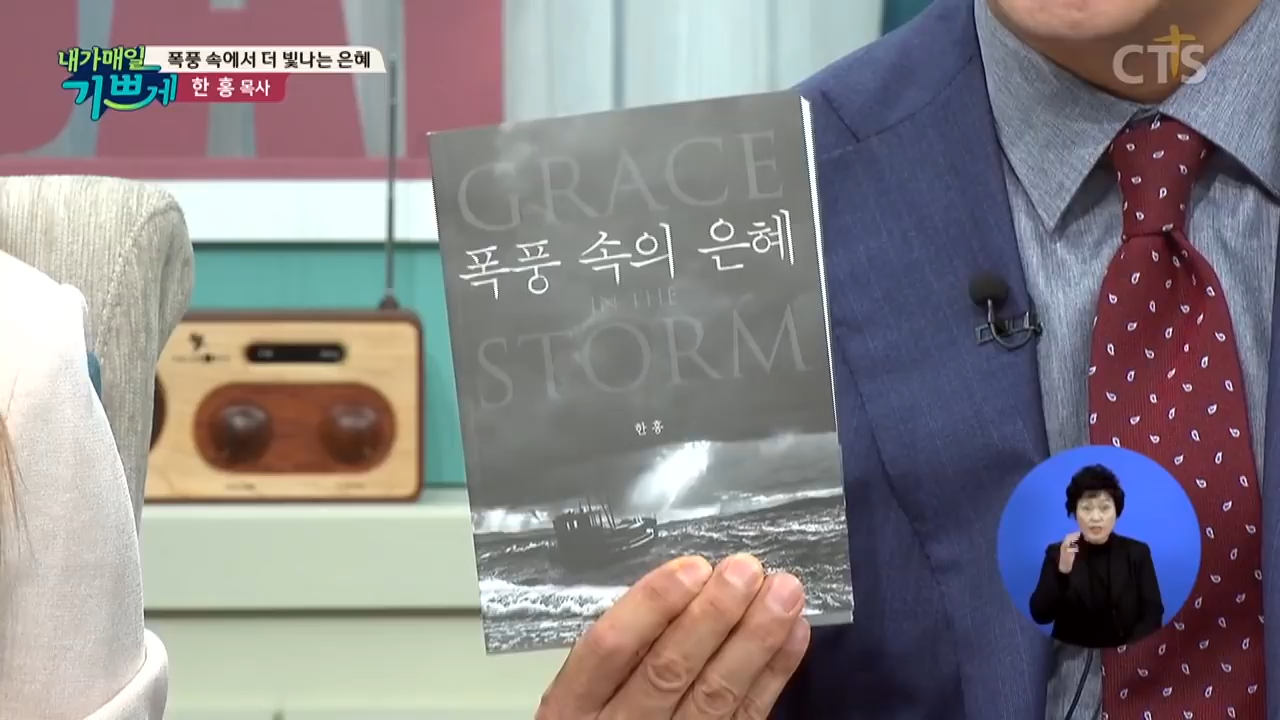 내가매일
기쁘게
폭풍 속에서 더 빛나는 은혜
한 홍 목사
CTS
GRACE
폭풍 속의 은혜
IN THE
STORM
한 홍